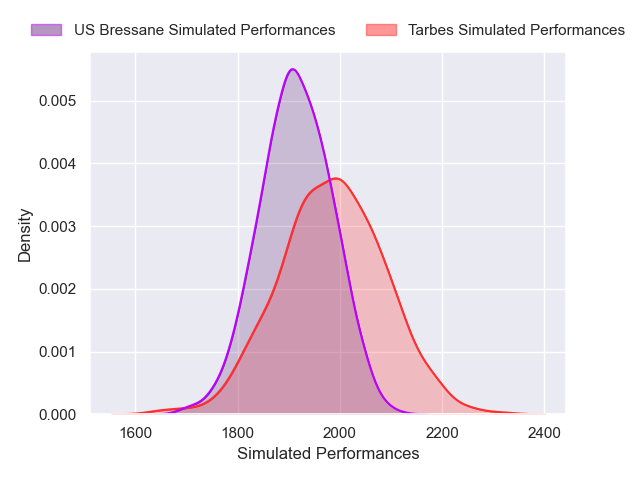 US Bressane Simulated Performances Tarbes Simulated Performances
0.005
0.004
0.003
0.002
0.001
0.000
Density
1600 1800 2000 2200 2400
Simulated Performances